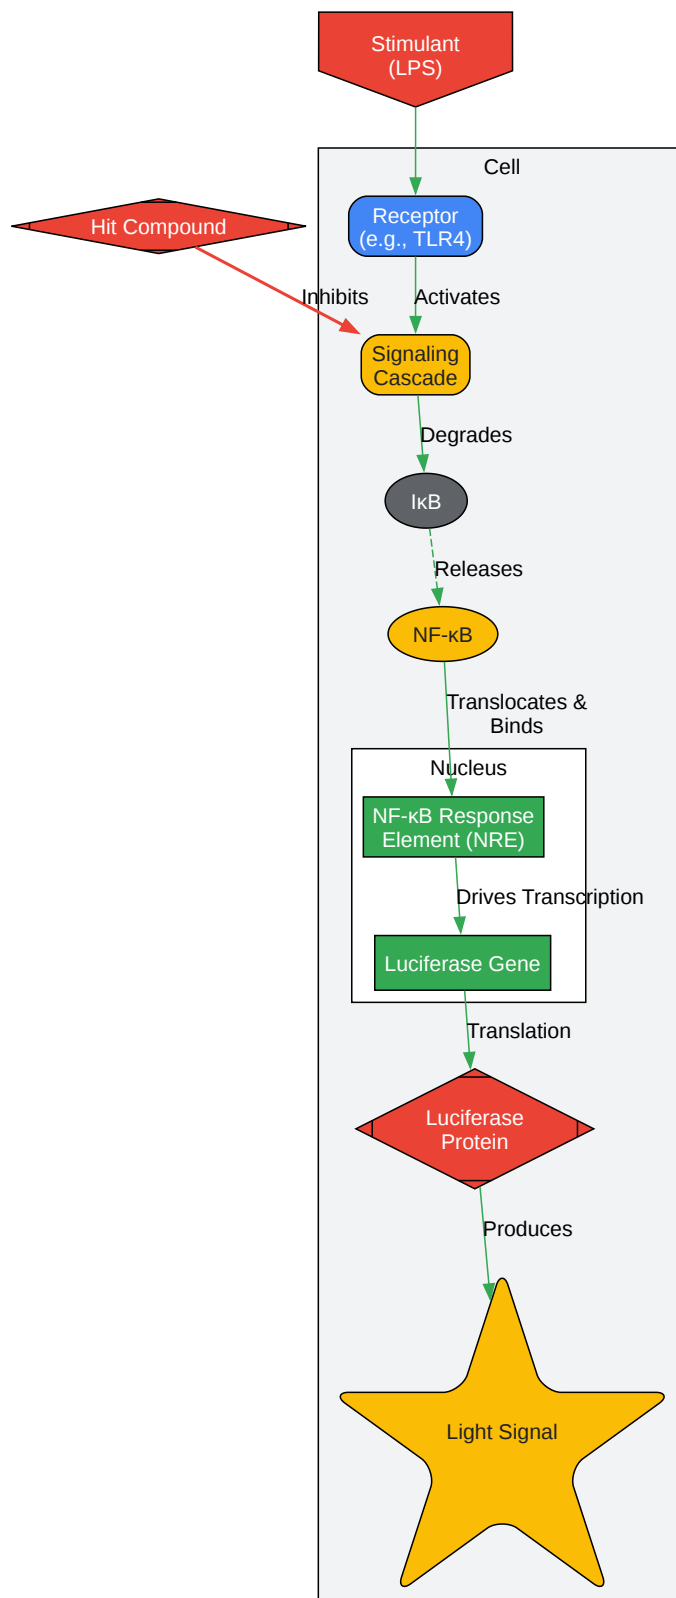 Stimulant
(LPS)
Cell
Receptor
(e.g., TLR4)
Hit Compound
Inhibits
Activates
Signaling
Cascade
Degrades
IκB
Releases
NF-κB
Translocates &
Binds
Nucleus
NF-κB Response
Element (NRE)
Drives Transcription
Luciferase Gene
Translation
Luciferase
Protein
Produces
Light Signal